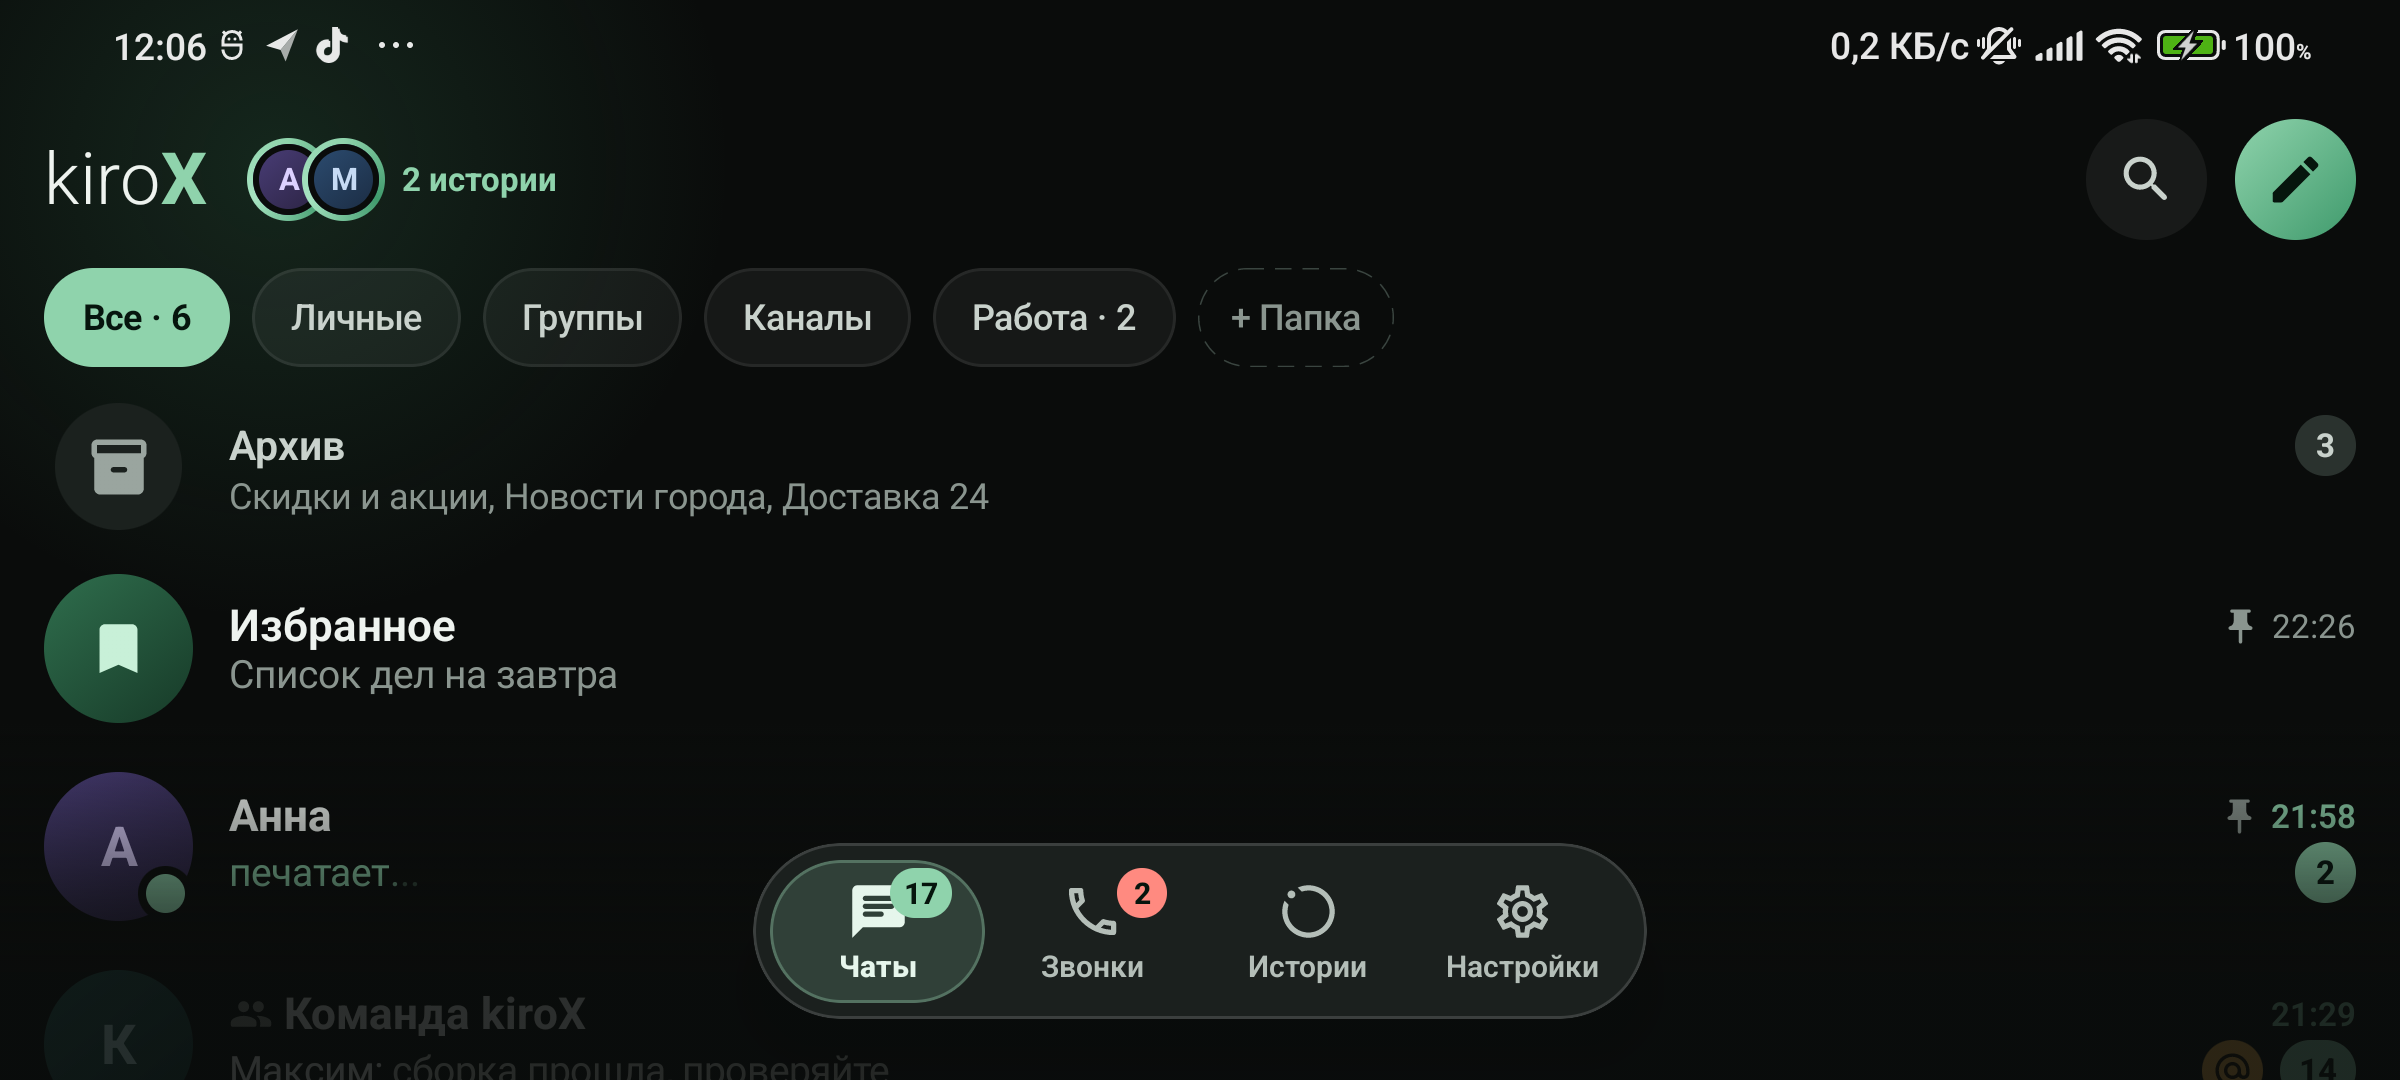 12:06 ... 0,2 КБ/с 100%
kiroX A M 2 истории
Все · 6 Личные Группы Каналы Работа · 2 + Папка
Архив 3
Скидки и акции, Новости города, Доставка 24
Избранное 22:26
Список дел на завтра
А Анна 21:58
печатает... 2
17 2
Чаты Звонки Истории Настройки
К Команда kiroX 21:29
Максим: сборка прошла, проверяйте @ 14